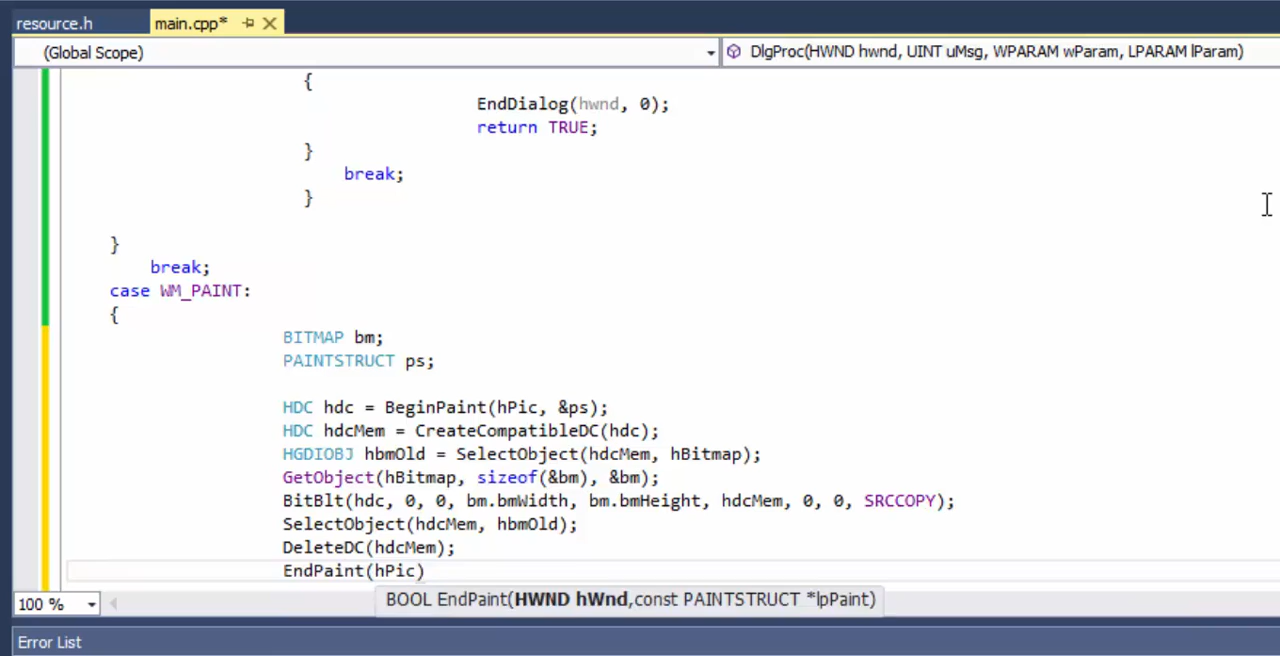 resource.h main.cpp*
(Global Scope) DlgProc(HWND hwnd, UINT uMsg, WPARAM wParam, LPARAM lParam)
{
EndDialog(hwnd, 0);
return TRUE;
}
break;
}
}
break;
case WM_PAINT:
{
BITMAP bm;
PAINTSTRUCT ps;
HDC hdc = BeginPaint(hPic, &ps);
HDC hdcMem = CreateCompatibleDC(hdc);
HGDIOBJ hbmOld = SelectObject(hdcMem, hBitmap);
GetObject(hBitmap, sizeof(&bm), &bm);
BitBlt(hdc, 0, 0, bm.bmWidth, bm.bmHeight, hdcMem, 0, 0, SRCCOPY);
SelectObject(hdcMem, hbmOld);
DeleteDC(hdcMem);
EndPaint(hPic)
100 % BOOL EndPaint(HWND hWnd,const PAINTSTRUCT *lpPaint)
Error List